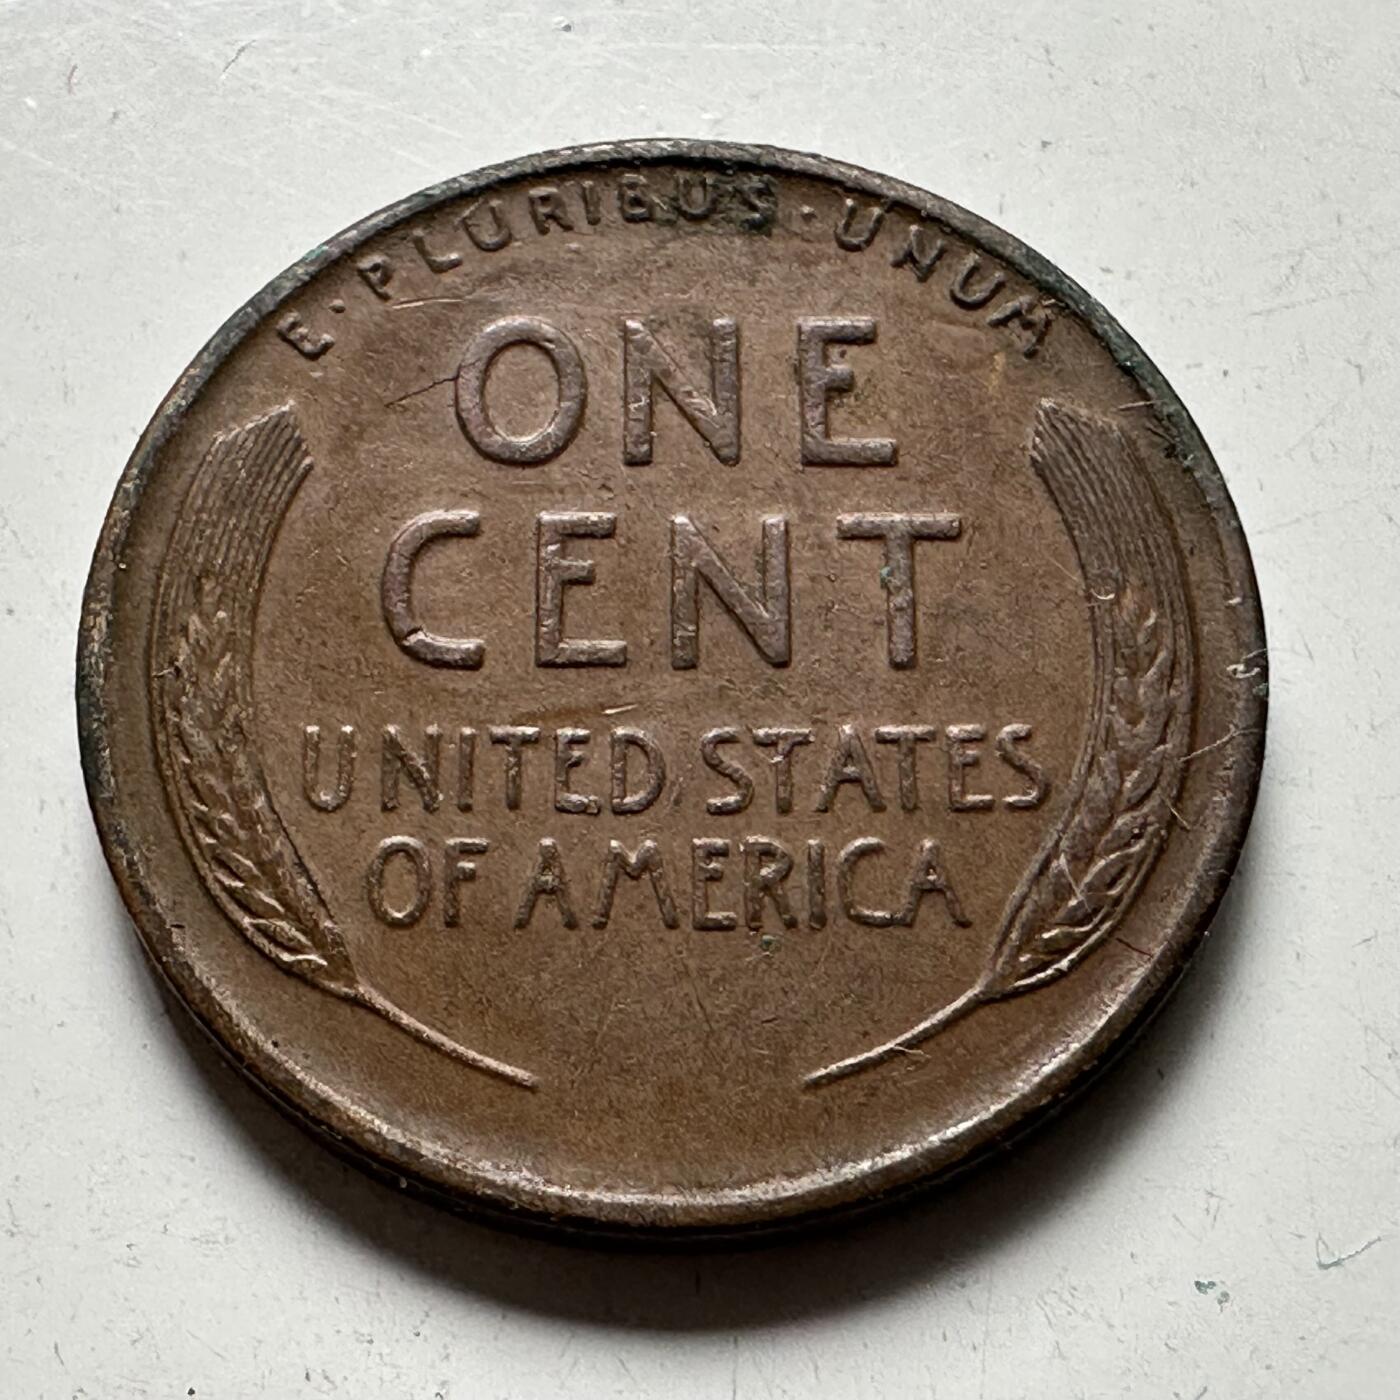 E·PLURIBUS·UNUM
ONE
CENT
UNITED STATES
OF AMERICA